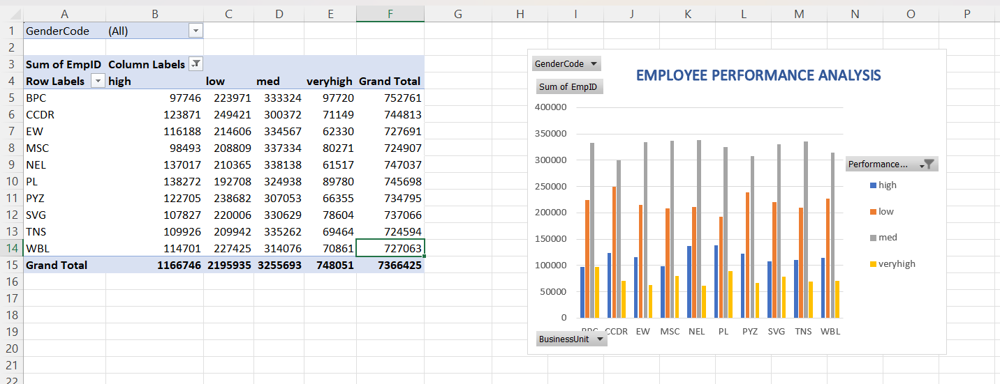 A B C D E F G H I J K L M N O P
1 GenderCode (All)
2
3 Sum of EmpID Column Labels
4 Row Labels high low med veryhigh Grand Total
5 BPC 97746 223971 333324 97720 752761
6 CCDR 123871 249421 300372 71149 744813
7 EW 116188 214606 334567 62330 727691
8 MSC 98493 208809 337334 80271 724907
9 NEL 137017 210365 338138 61517 747037
10 PL 138272 192708 324938 89780 745698
11 PYZ 122705 238682 307053 66355 734795
12 SVG 107827 220006 330629 78604 737066
13 TNS 109926 209942 335262 69464 724594
14 WBL 114701 227425 314076 70861 727063
15 Grand Total 1166746 2195935 3255693 748051 7366425
16
17
18
19
20
21
22
GenderCode
EMPLOYEE PERFORMANCE ANALYSIS
Sum of EmpID
400000
350000
300000
250000
200000
150000
100000
50000
0
BPC CCDR EW MSC NEL PL PYZ SVG TNS WBL
BusinessUnit
Performance...
high
low
med
veryhigh